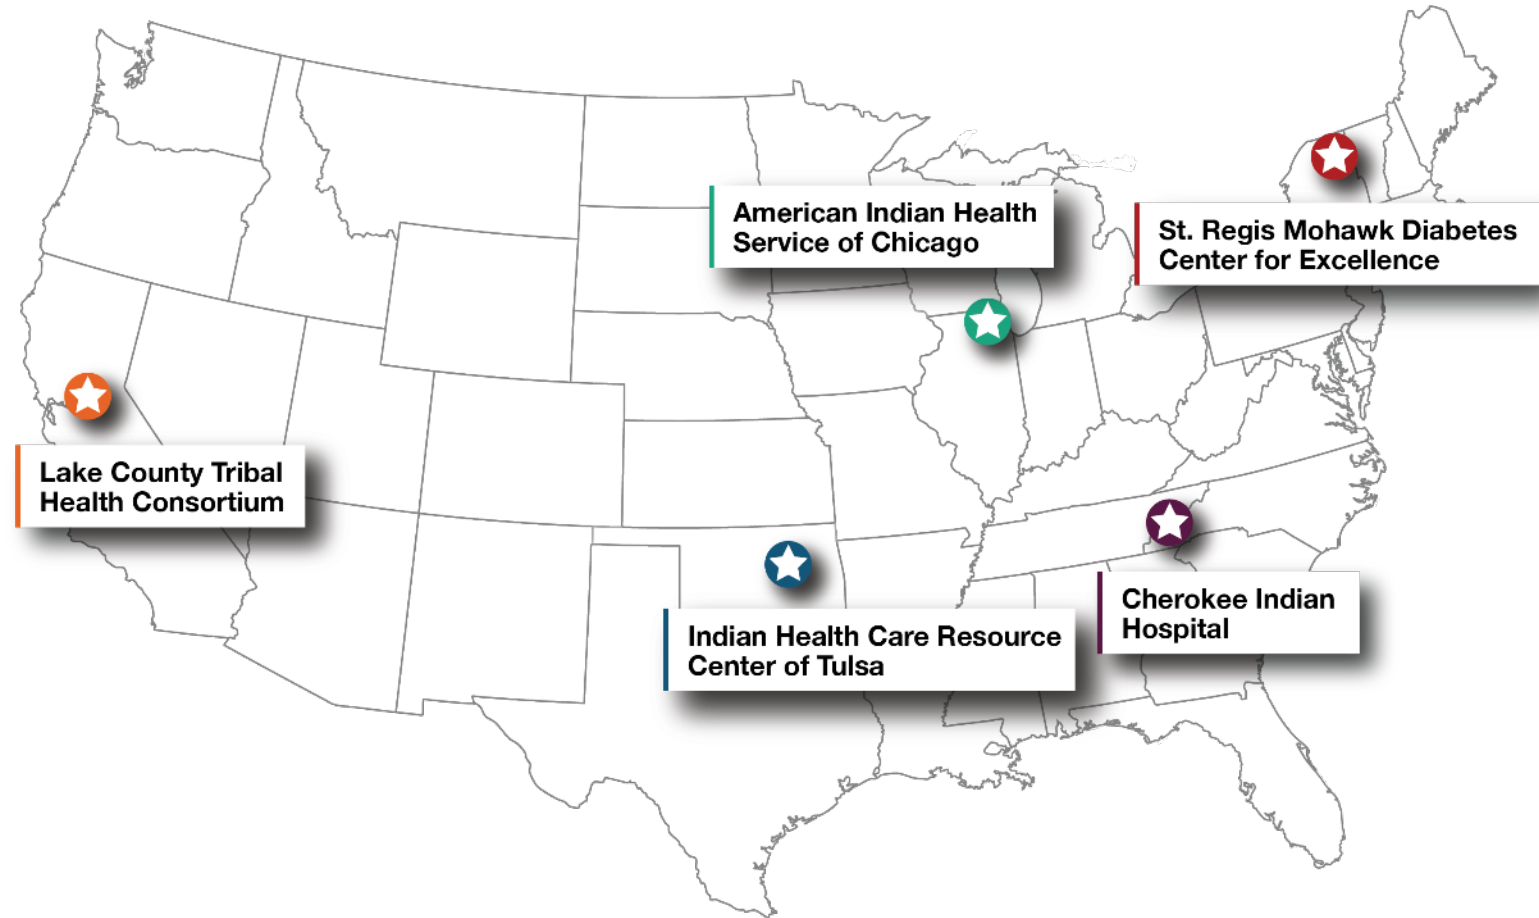 American Indian Health
Service of Chicago
St. Regis Mohawk Diabetes
Center for Excellence
Lake County Tribal
Health Consortium
Indian Health Care Resource
Center of Tulsa
Cherokee Indian
Hospital